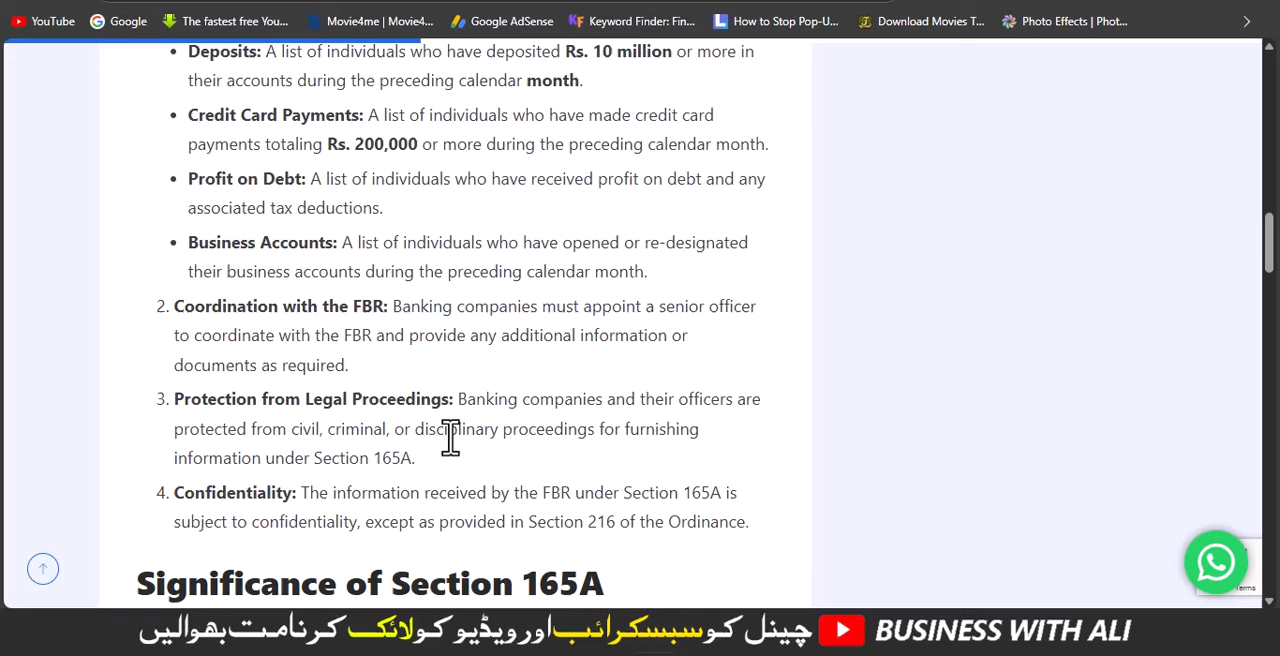 YouTube
Google
The fastest free You...
Movie4me | Movie4...
Google AdSense
Keyword Finder: Fin...
How to Stop Pop-U...
Download Movies T...
Photo Effects | Phot...
• Deposits: A list of individuals who have deposited Rs. 10 million or more in
their accounts during the preceding calendar month.
• Credit Card Payments: A list of individuals who have made credit card
payments totaling Rs. 200,000 or more during the preceding calendar month.
• Profit on Debt: A list of individuals who have received profit on debt and any
associated tax deductions.
• Business Accounts: A list of individuals who have opened or re-designated
their business accounts during the preceding calendar month.
2. Coordination with the FBR: Banking companies must appoint a senior officer
to coordinate with the FBR and provide any additional information or
documents as required.
3. Protection from Legal Proceedings: Banking companies and their officers are
protected from civil, criminal, or disciplinary proceedings for furnishing
information under Section 165A.
4. Confidentiality: The information received by the FBR under Section 165A is
subject to confidentiality, except as provided in Section 216 of the Ordinance.
Significance of Section 165A
Terms
چینل کو سبسکرائب اور ویڈیو کو لائک کرنا مت بھولیں
BUSINESS WITH ALI